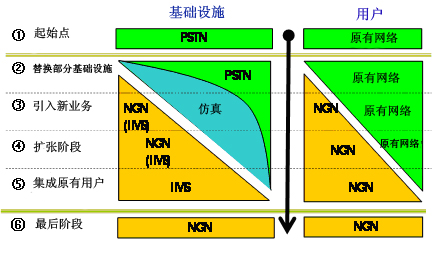 基础设施 用户
① 起始点 PSTN 原有网络
② 替换部分基础设施 PSTN 原有网络
③ 引入新业务 NGN (IMS) 仿真 NGN 原有网络
④ 扩张阶段 NGN (IMS) NGN 原有网络
⑤ 集成原有用户 IMS NGN
⑥ 最后阶段 NGN NGN